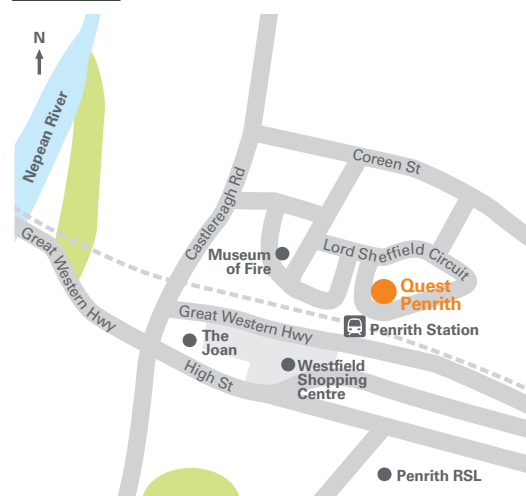 N
Nepean River
Coreen St
Castlereagh Rd
Lord Sheffield Circuit
Museum
of Fire
Great Western Hwy
Quest
Penrith
Great Western Hwy
Penrith Station
The
Joan
High St
Westfield
Shopping
Centre
Penrith RSL